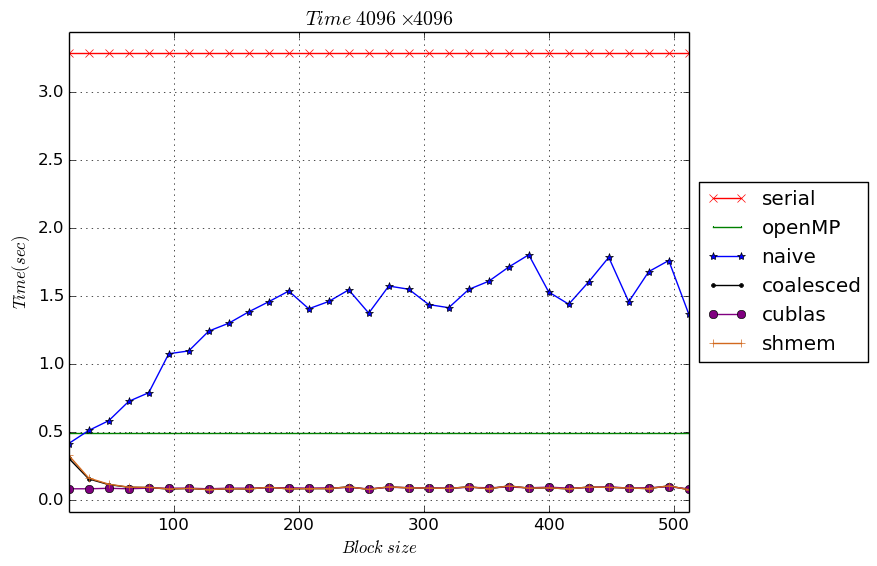 Time 4096 ×4096
3.0
2.5
2.0
1.5
1.0
0.5
0.0
Time(sec)
100
200
300
400
500
Block size
serial
openMP
naive
coalesced
cublas
shmem